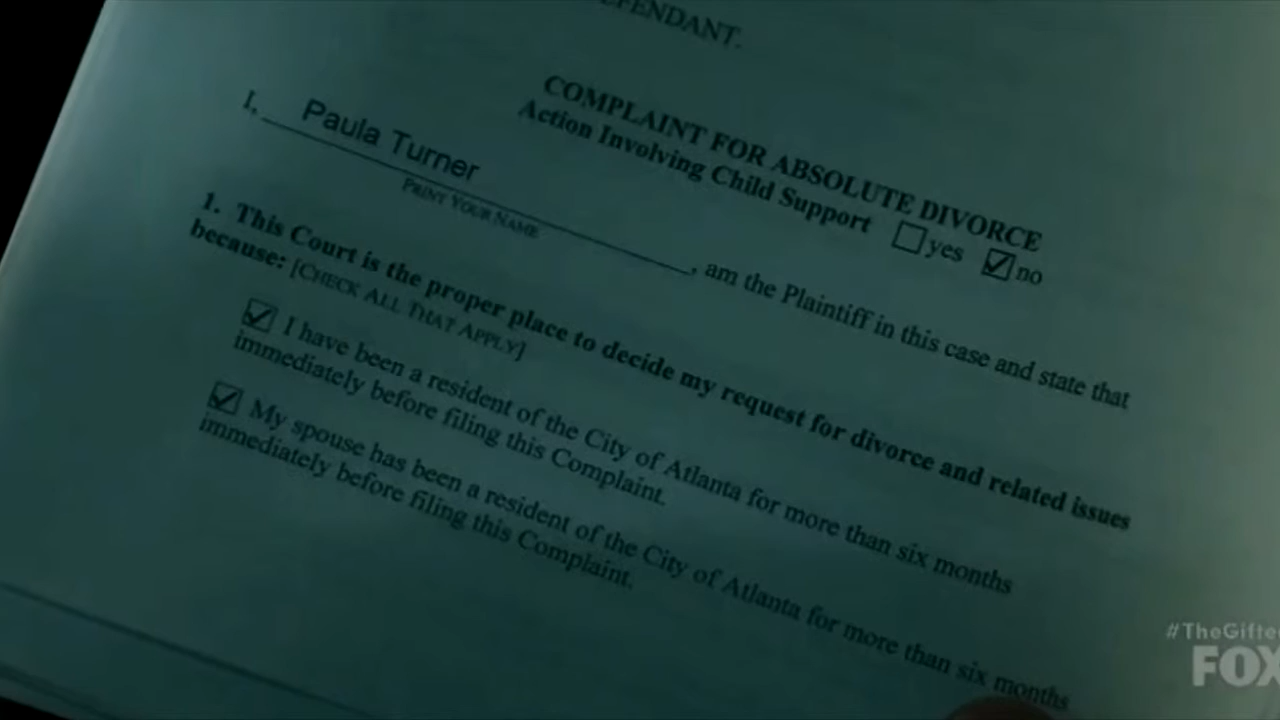 DEFENDANT.
COMPLAINT FOR ABSOLUTE DIVORCE
Action Involving Child Support yes no
I, Paula Turner, am the Plaintiff in this case and state that
PRINT YOUR NAME
1. This Court is the proper place to decide my request for divorce and related issues
because: [CHECK ALL THAT APPLY]
I have been a resident of the City of Atlanta for more than six months
immediately before filing this Complaint.
My spouse has been a resident of the City of Atlanta for more than six months
immediately before filing this Complaint.
#TheGifte
FOX